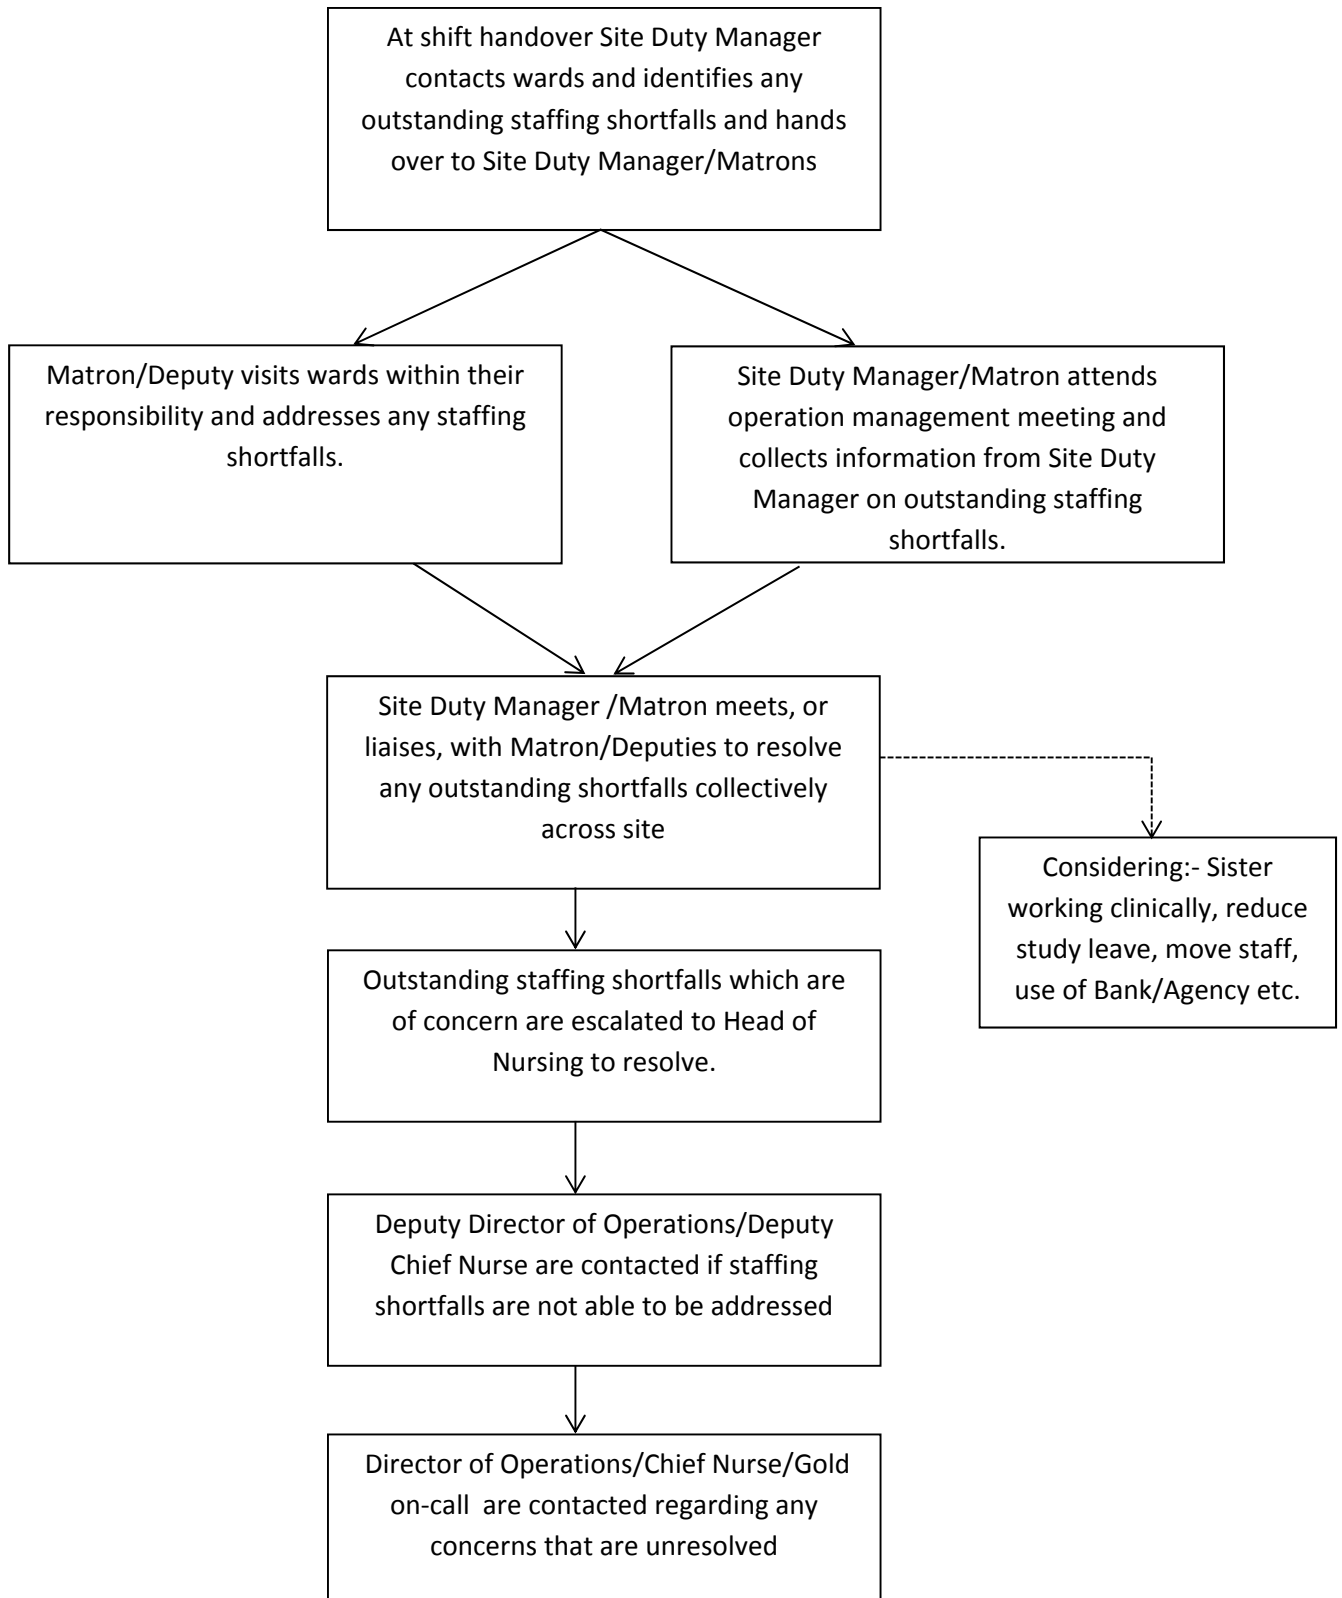 At shift handover Site Duty Manager
contacts wards and identifies any
outstanding staffing shortfalls and hands
over to Site Duty Manager/Matrons
Matron/Deputy visits wards within their
responsibility and addresses any staffing
shortfalls.
Site Duty Manager/Matron attends
operation management meeting and
collects information from Site Duty
Manager on outstanding staffing
shortfalls.
Site Duty Manager /Matron meets, or
liaises, with Matron/Deputies to resolve
any outstanding shortfalls collectively
across site
Considering:- Sister
working clinically, reduce
study leave, move staff,
use of Bank/Agency etc.
Outstanding staffing shortfalls which are
of concern are escalated to Head of
Nursing to resolve.
Deputy Director of Operations/Deputy
Chief Nurse are contacted if staffing
shortfalls are not able to be addressed
Director of Operations/Chief Nurse/Gold
on-call  are contacted regarding any
concerns that are unresolved